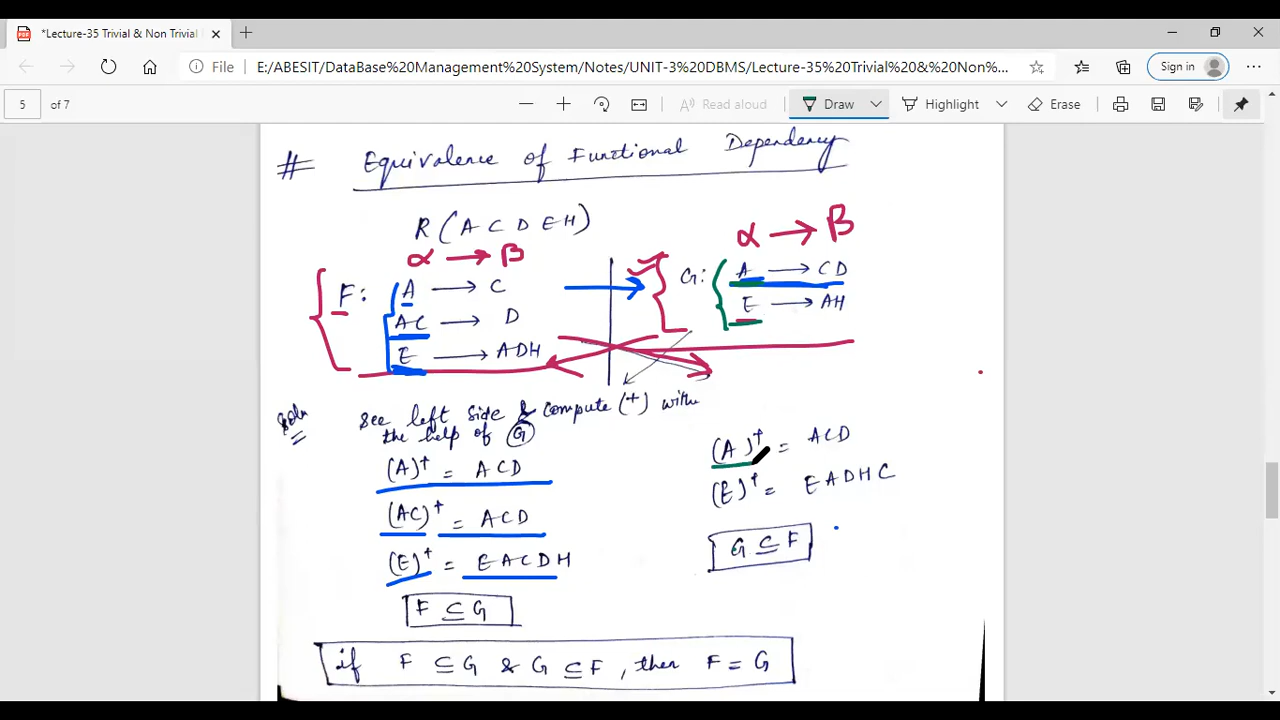 *Lecture-35 Trivial & Non Trivial
File E:/ABESIT/DataBase%20Management%20System/Notes/UNIT-3%20DBMS/Lecture-35%20Trivial%20&%20Non%... Sign in
5 of 7 Read aloud Draw Highlight Erase
# Equivalence of Functional Dependency
R(A C D E H)
α → β
α → β
F: A → C
AC → D
E → ADH
G: A → CD
E → AH
Soln See left side & compute (+) with
the help of G
(A)+ = ACD
(AC)+ = ACD
(E)+ = EACDH
F ⊆ G
(A)+ = ACD
(E)+ = EADHC
G ⊆ F
if F ⊆ G & G ⊆ F, then F = G